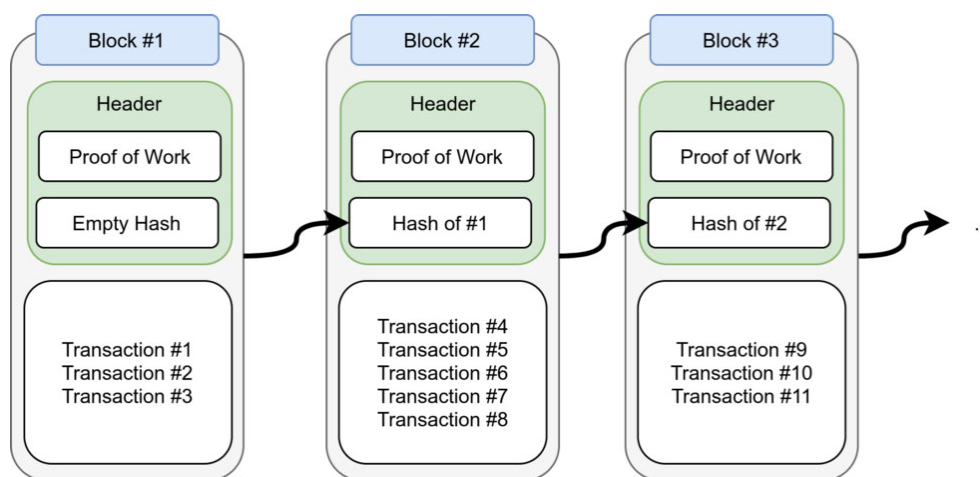 Block #1
Header
Proof of Work
Empty Hash
Transaction #1
Transaction #2
Transaction #3
Block #2
Header
Proof of Work
Hash of #1
Transaction #4
Transaction #5
Transaction #6
Transaction #7
Transaction #8
Block #3
Header
Proof of Work
Hash of #2
Transaction #9
Transaction #10
Transaction #11
.